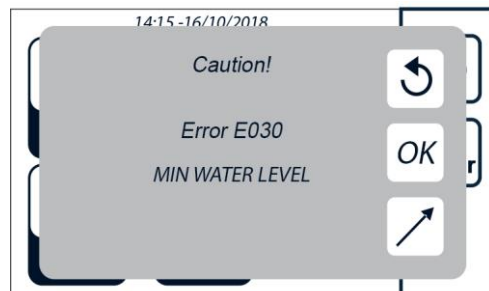 14:15 -16/10/2018
Caution!
Error E030
OK
MIN WATER LEVEL
r